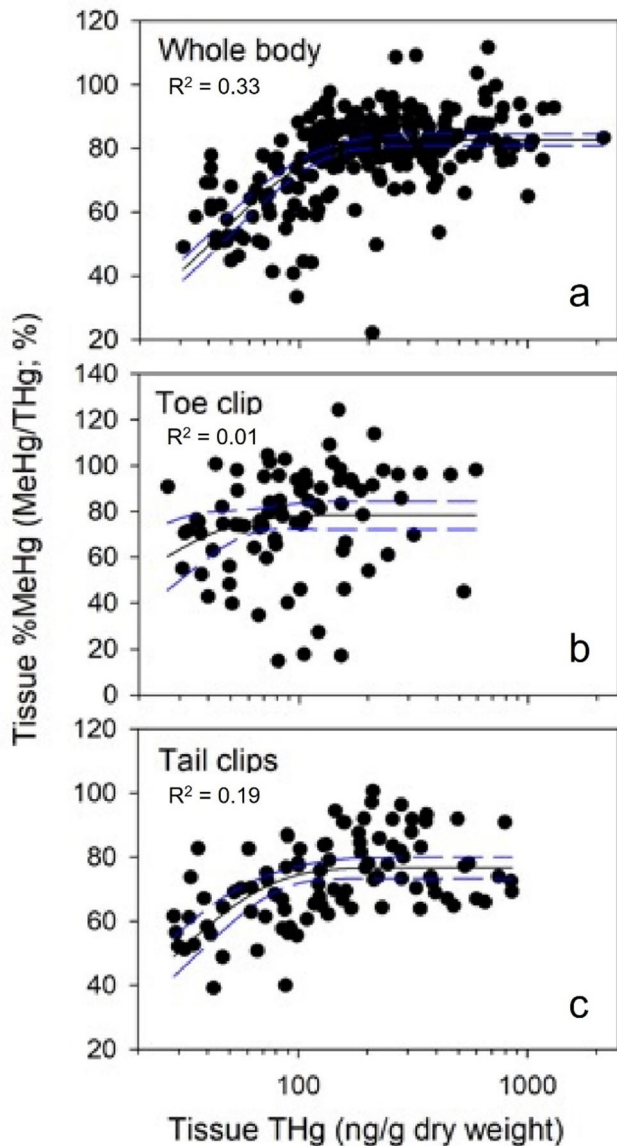 120
Whole body
R² = 0.33
100
80
60
40
a
20
140
Toe clip
120
R² = 0.01
100
80
60
40
20
b
0
120
Tail clips
R² = 0.19
100
80
60
40
c
20
100
1000
Tissue %MeHg (MeHg/THg; %)
Tissue THg (ng/g dry weight)